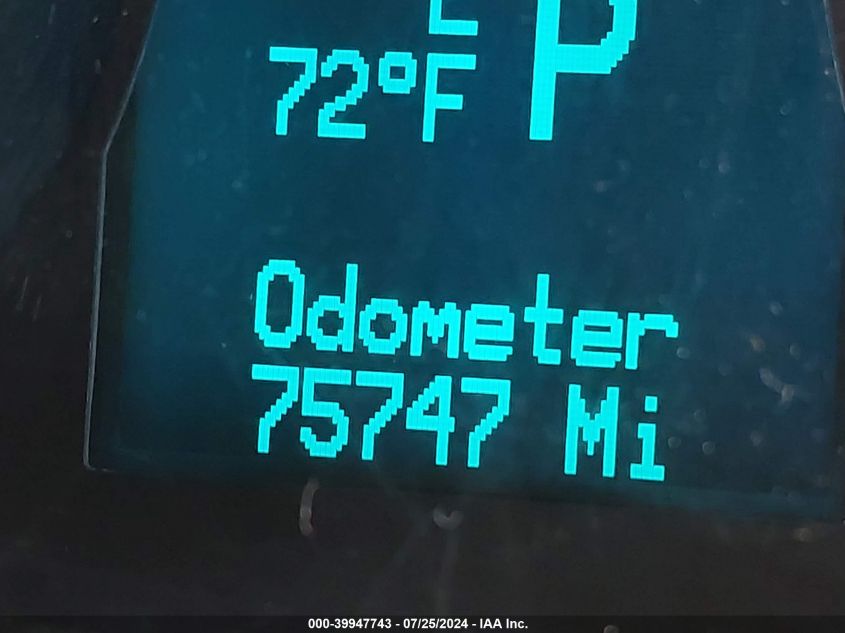 E
72°F P
Odometer
75747 Mi
000-39947743 - 07/25/2024 - IAA Inc.